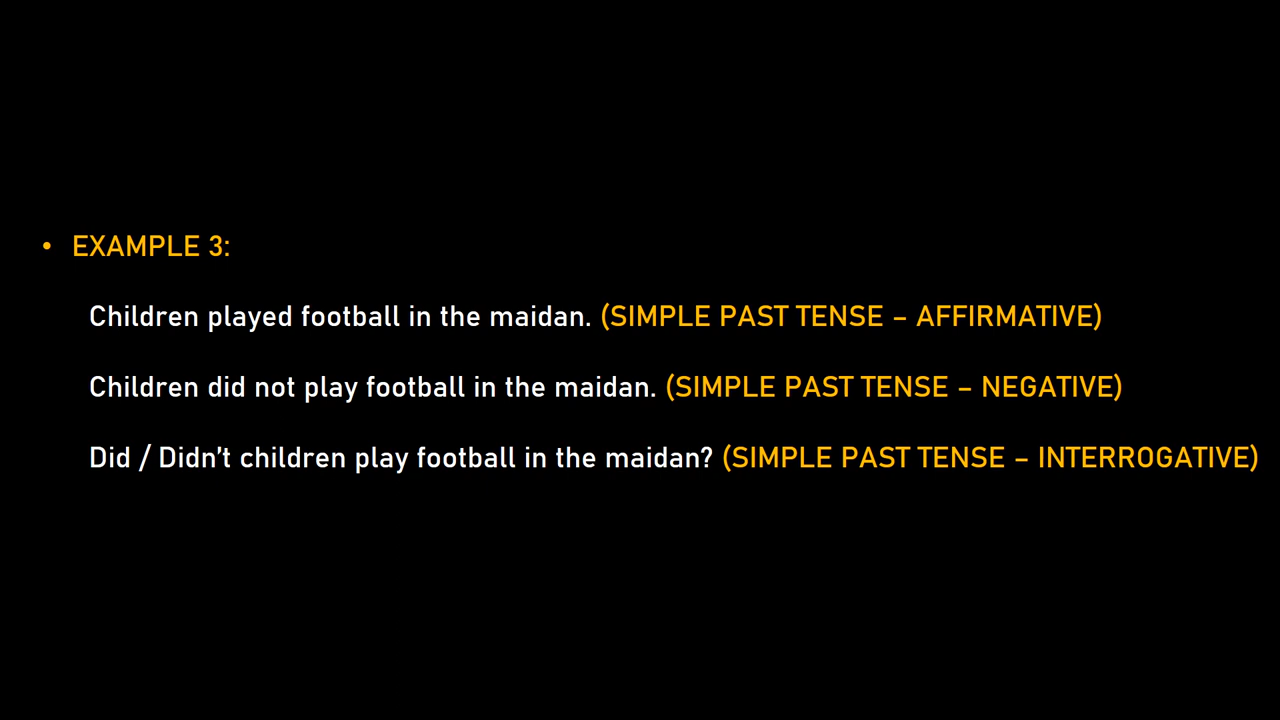 • EXAMPLE 3:
Children played football in the maidan. (SIMPLE PAST TENSE – AFFIRMATIVE)
Children did not play football in the maidan. (SIMPLE PAST TENSE – NEGATIVE)
Did / Didn't children play football in the maidan? (SIMPLE PAST TENSE – INTERROGATIVE)